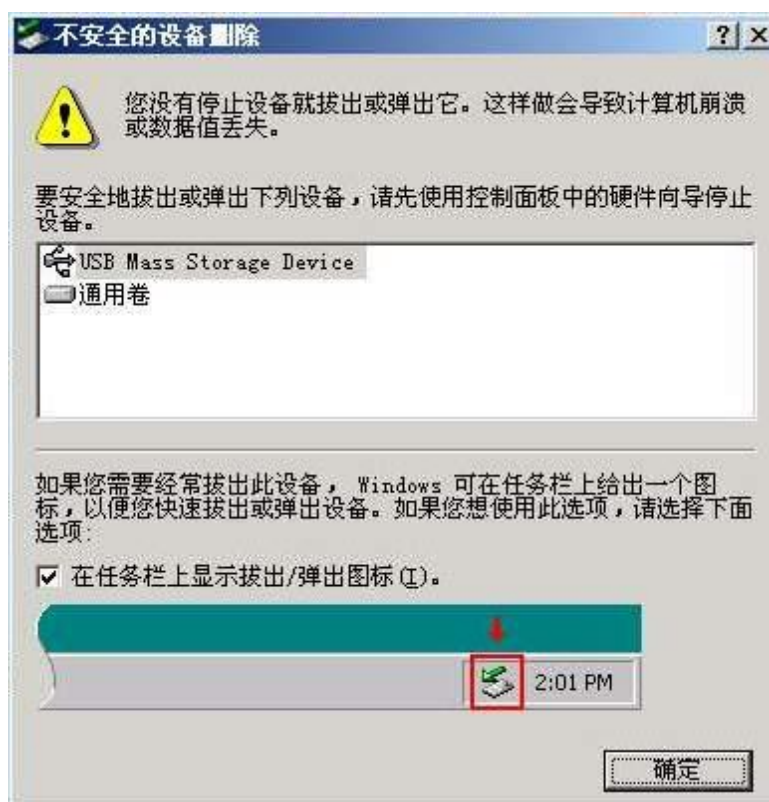 不安全的设备删除
您没有停止设备就拔出或弹出它。这样做会导致计算机崩溃
或数据值丢失。
要安全地拔出或弹出下列设备，请先使用控制面板中的硬件向导停止
设备。
USB Mass Storage Device
通用卷
如果您需要经常拔出此设备，Windows 可在任务栏上给出一个图
标，以便您快速拔出或弹出设备。如果您想使用此选项，请选择下面
选项:
在任务栏上显示拔出/弹出图标(I)。
2:01 PM
确定